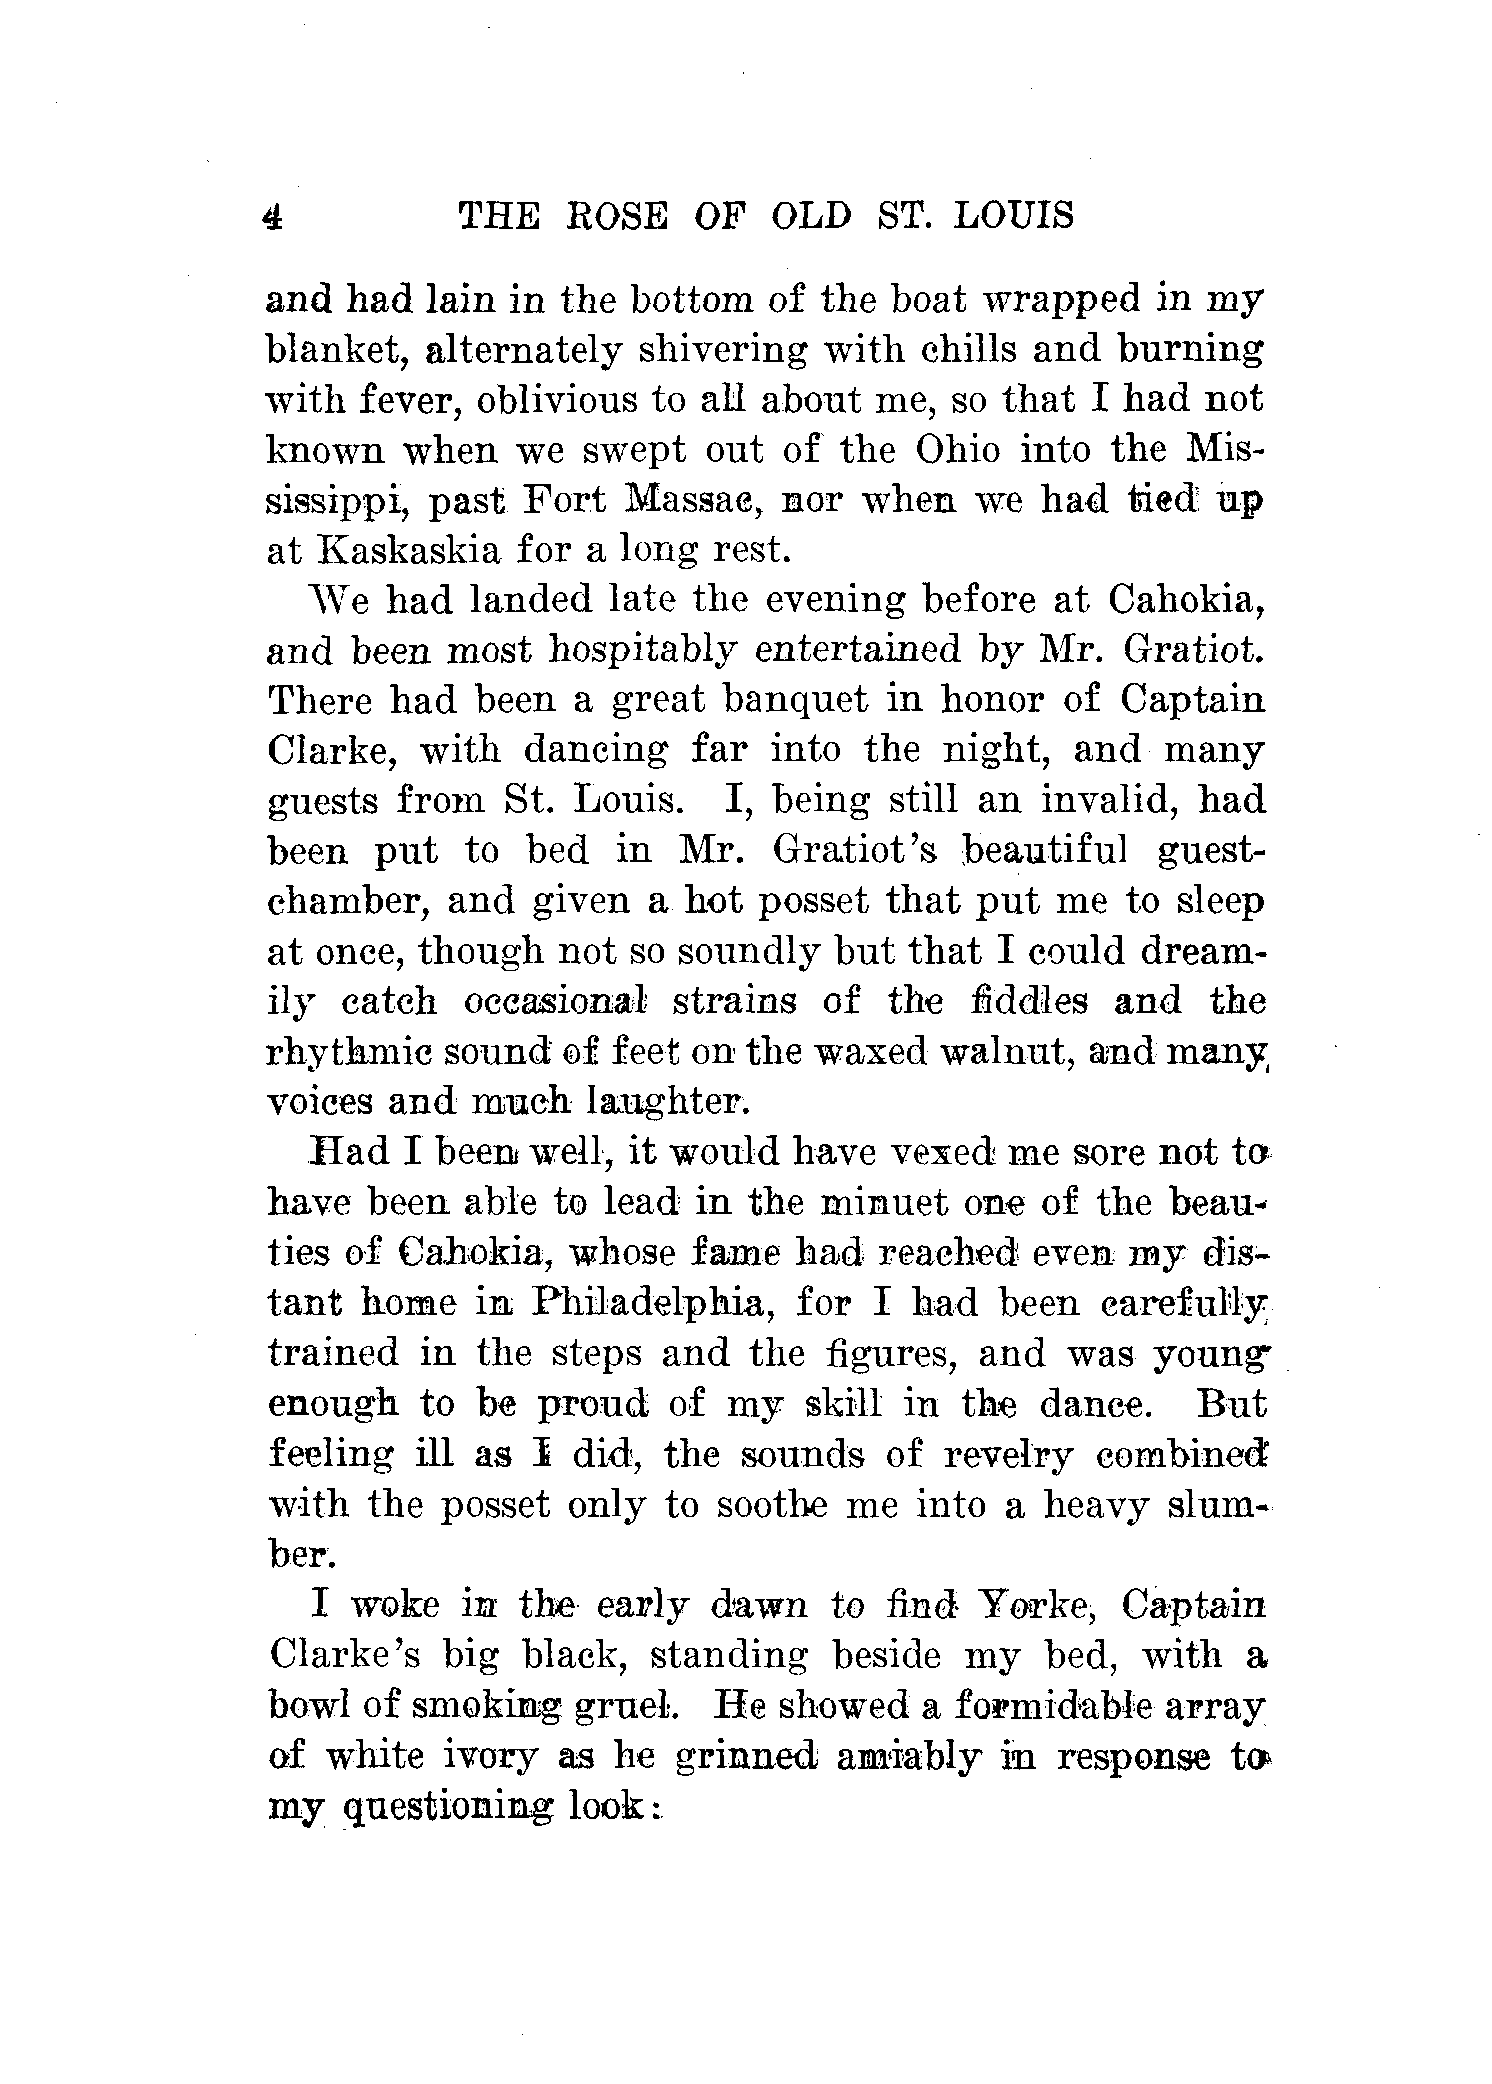 4 THE ROSE OF OLD ST. LOUIS
and had lain in the bottom of the boat wrapped in my
blanket, alternately shivering with chills and burning
with fever, oblivious to all about me, so that I had not
known when we swept out of the Ohio into the Mis-
sissippi, past Fort Massac, nor when we had tied up
at Kaskaskia for a long rest.
We had landed late the evening before at Cahokia,
and been most hospitably entertained by Mr. Gratiot.
There had been a great banquet in honor of Captain
Clarke, with dancing far into the night, and many
guests from St. Louis. I, being still an invalid, had
been put to bed in Mr. Gratiot's beautiful guest-
chamber, and given a hot posset that put me to sleep
at once, though not so soundly but that I could dream-
ily catch occasional strains of the fiddles and the
rhythmic sound of feet on the waxed walnut, and many
voices and much laughter.
Had I been well, it would have vexed me sore not to
have been able to lead in the minuet one of the beau-
ties of Cahokia, whose fame had reached even my dis-
tant home in Philadelphia, for I had been carefully
trained in the steps and the figures, and was young
enough to be proud of my skill in the dance. But
feeling ill as I did, the sounds of revelry combined
with the posset only to soothe me into a heavy slum-
ber.
I woke in the early dawn to find Yorke, Captain
Clarke's big black, standing beside my bed, with a
bowl of smoking gruel. He showed a formidable array
of white ivory as he grinned amiably in response to
my questioning look: